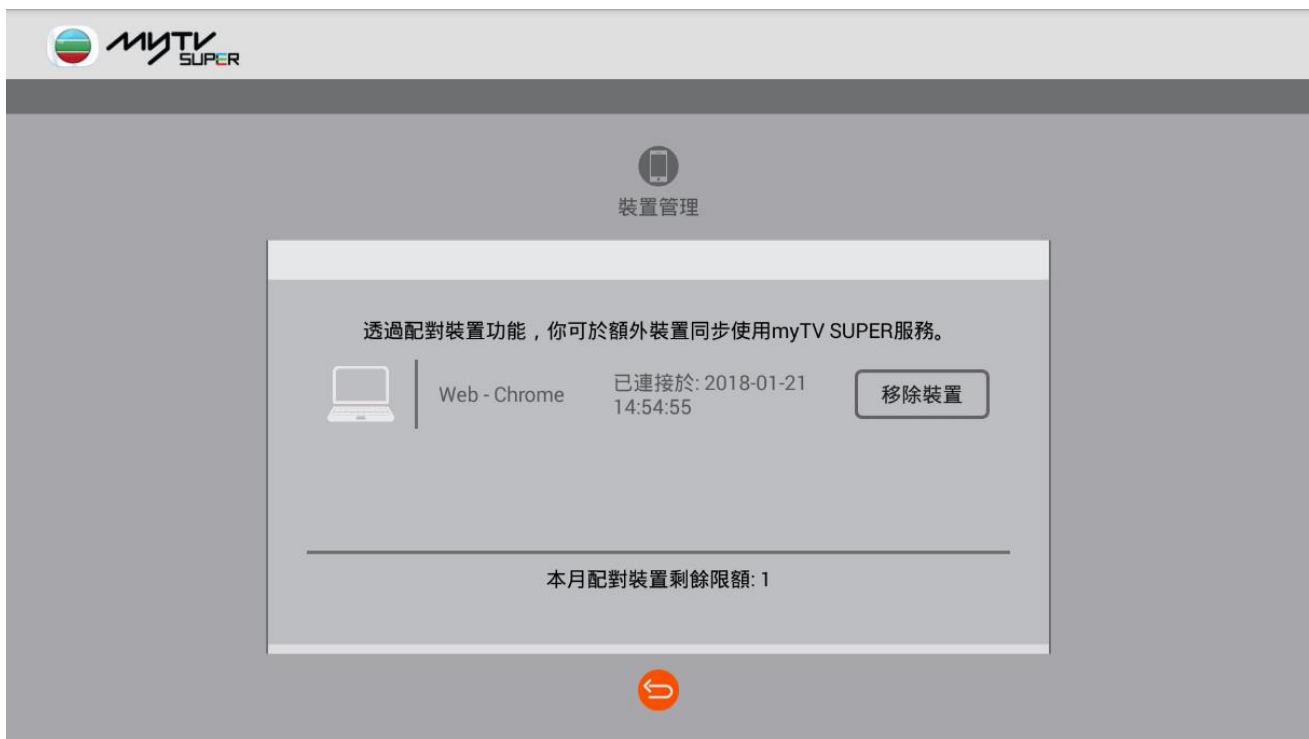 myTV
SUPER
裝置管理
透過配對裝置功能，你可於額外裝置同步使用myTV SUPER服務。
Web - Chrome
已連接於: 2018-01-21
14:54:55
移除裝置
本月配對裝置剩餘限額: 1